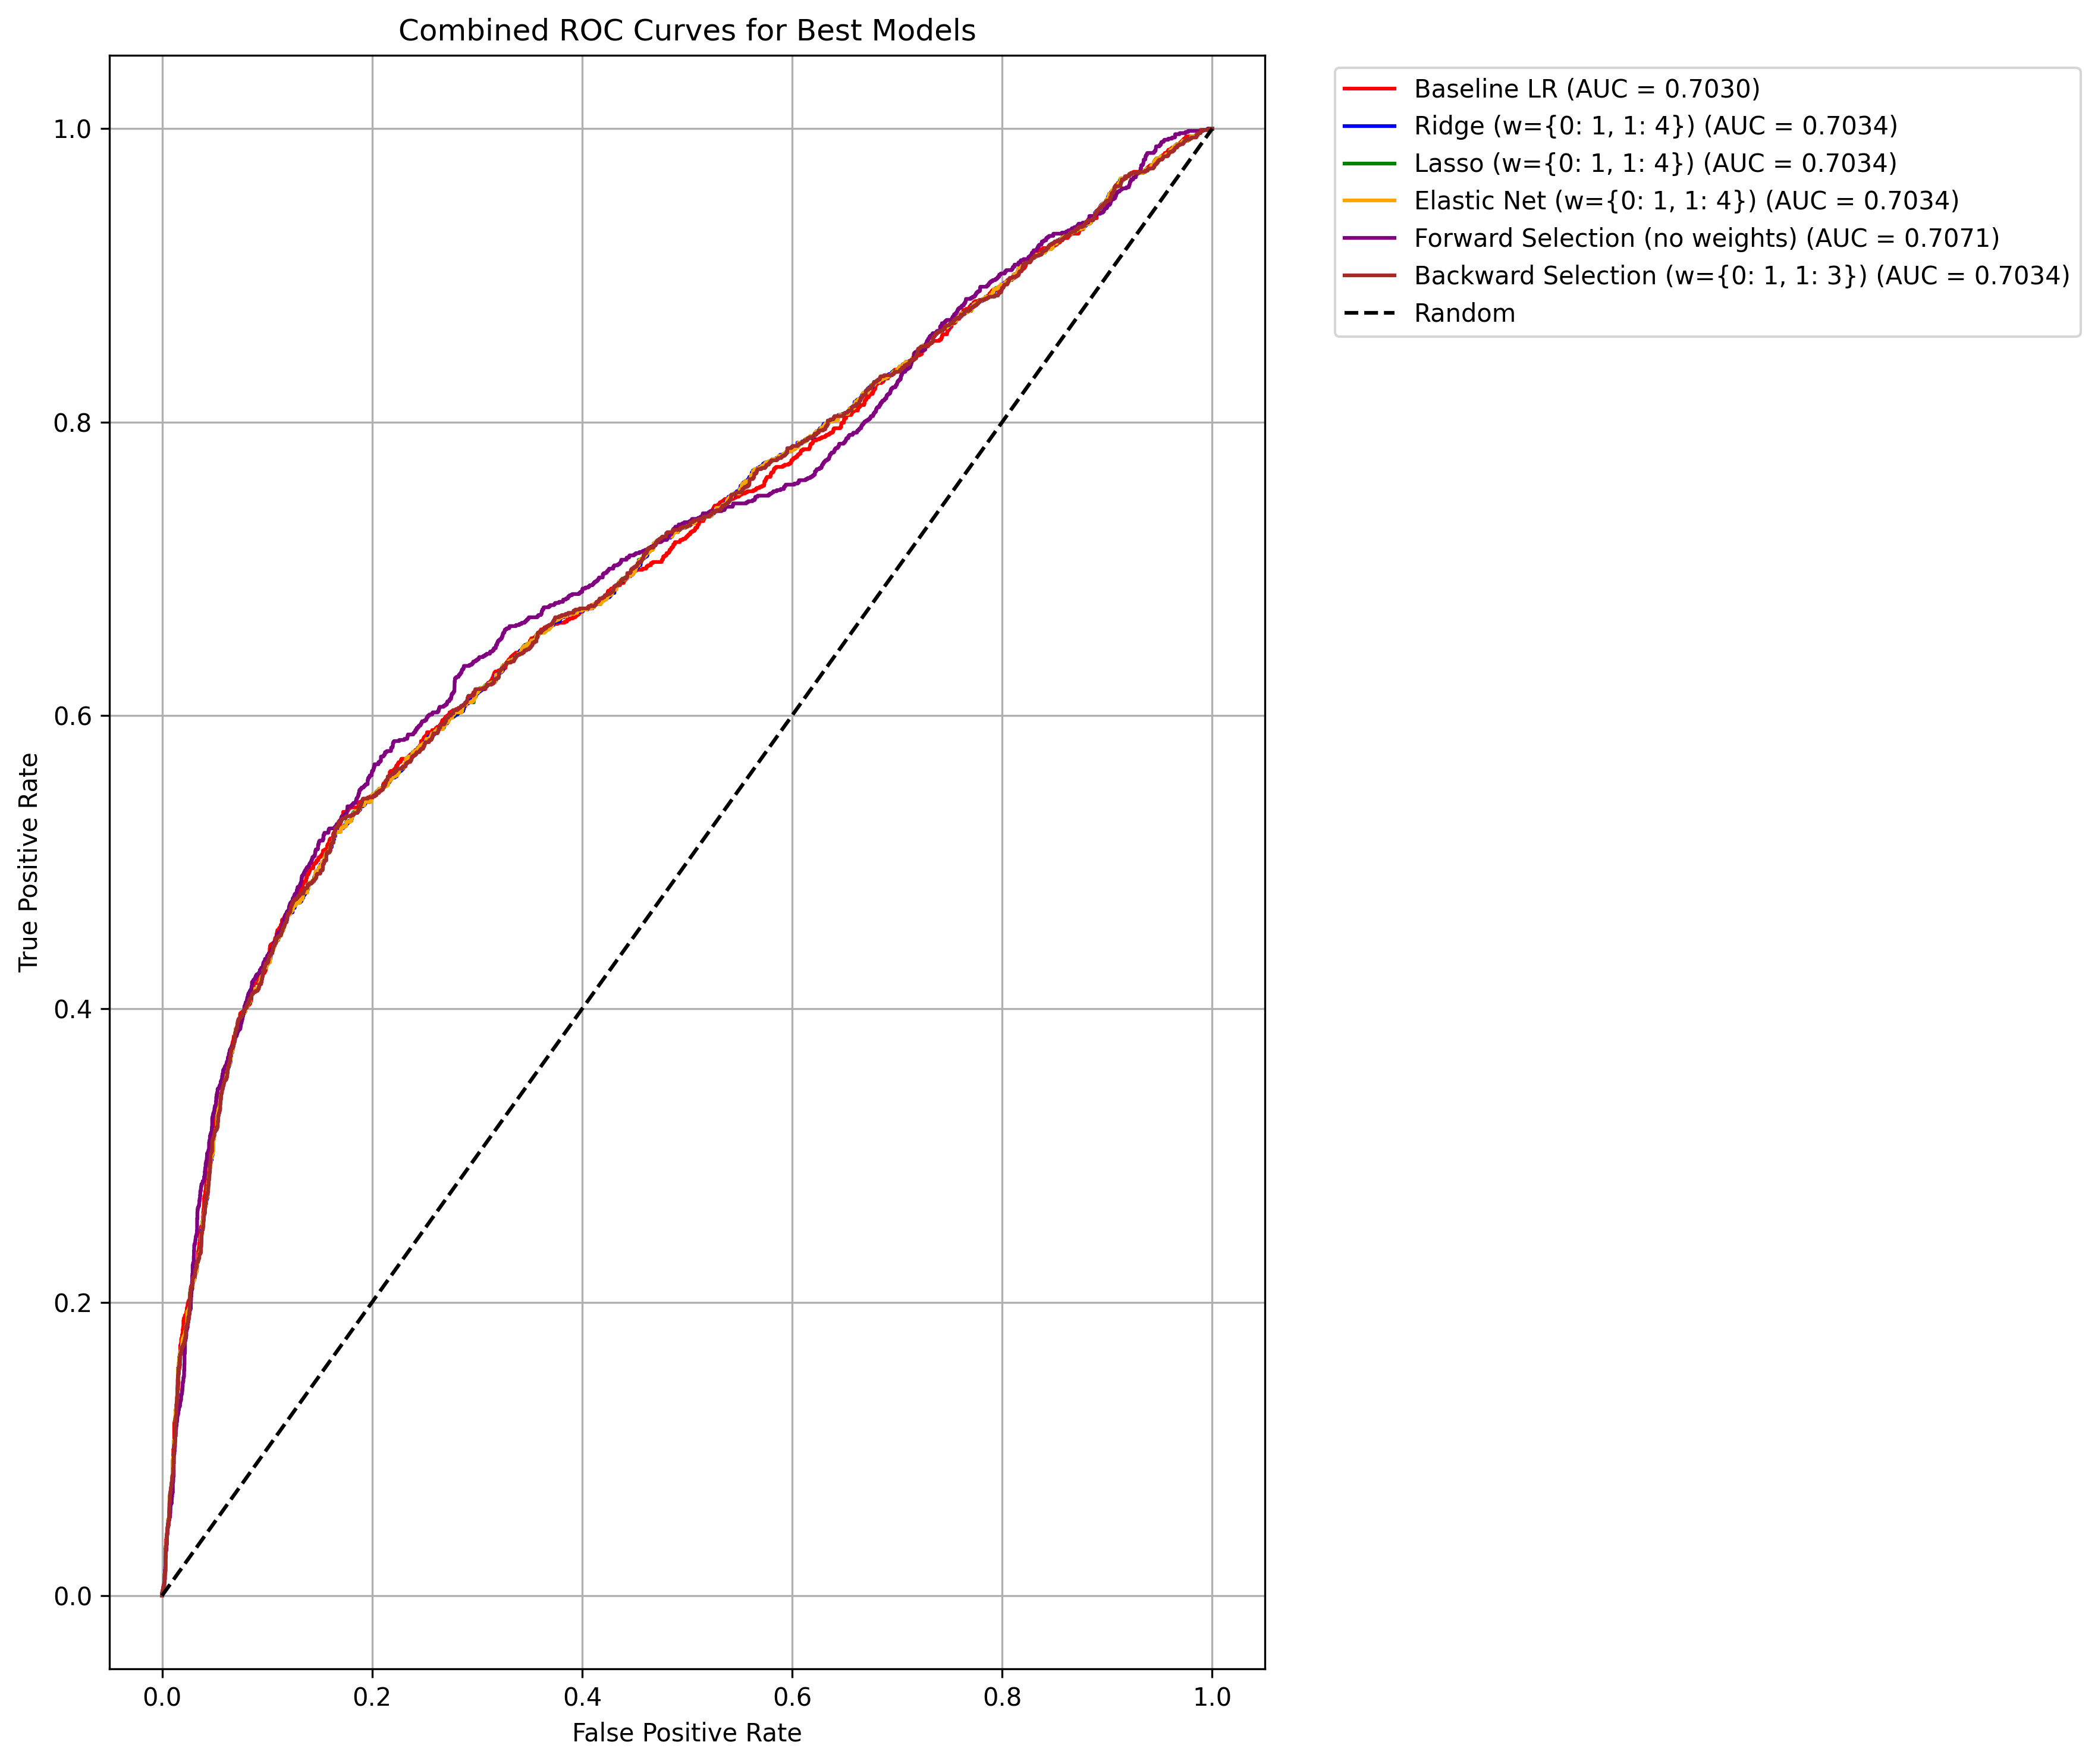 Combined ROC Curves for Best Models
Baseline LR (AUC = 0.7030)
Ridge (w={0: 1, 1: 4}) (AUC = 0.7034)
Lasso (w={0: 1, 1: 4}) (AUC = 0.7034)
Elastic Net (w={0: 1, 1: 4}) (AUC = 0.7034)
Forward Selection (no weights) (AUC = 0.7071)
Backward Selection (w={0: 1, 1: 3}) (AUC = 0.7034)
Random
True Positive Rate
1.0
0.8
0.6
0.4
0.2
0.0
0.0 0.2 0.4 0.6 0.8 1.0
False Positive Rate